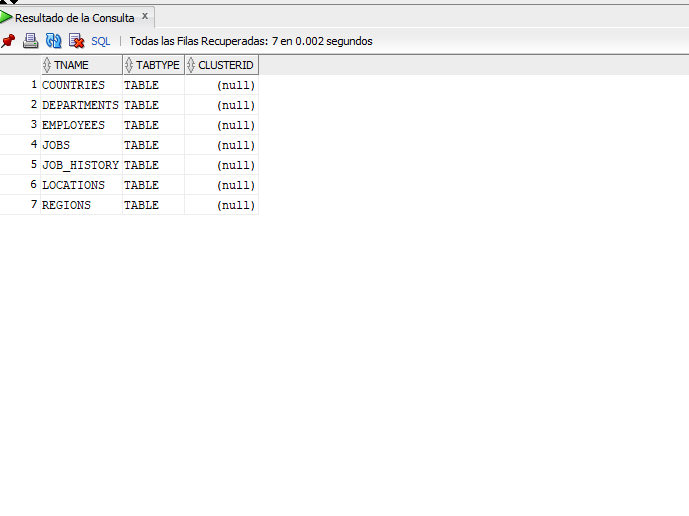 Resultado de la Consulta x
SQL | Todas las Filas Recuperadas: 7 en 0.002 segundos
TNAME TABTYPE CLUSTERID
1 COUNTRIES TABLE (null)
2 DEPARTMENTS TABLE (null)
3 EMPLOYEES TABLE (null)
4 JOBS TABLE (null)
5 JOB_HISTORY TABLE (null)
6 LOCATIONS TABLE (null)
7 REGIONS TABLE (null)